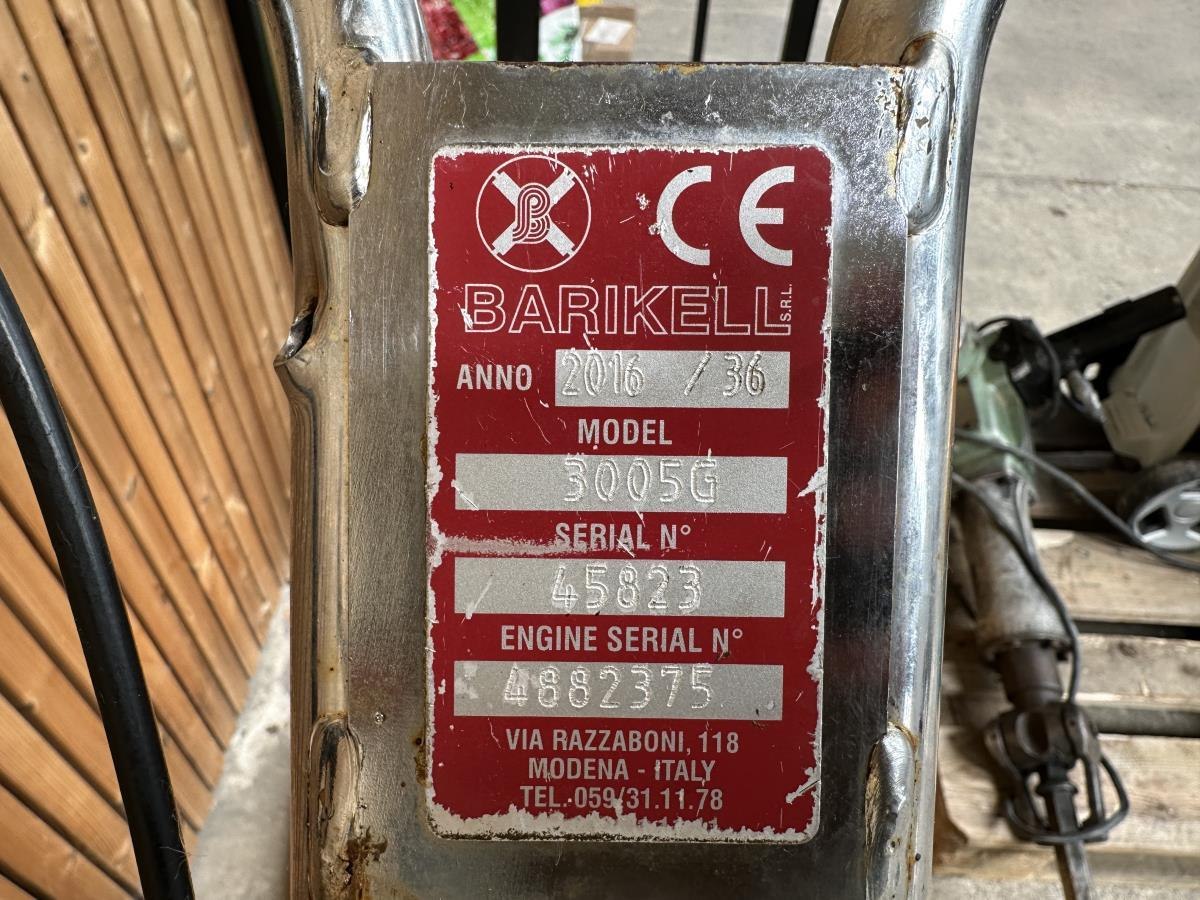 B
CE
BARIKELL S.R.L.
ANNO 2016 / 36
MODEL
3005G
SERIAL N°
45823
ENGINE SERIAL N°
4882375
VIA RAZZABONI, 118
MODENA - ITALY
TEL. 059/31.11.78